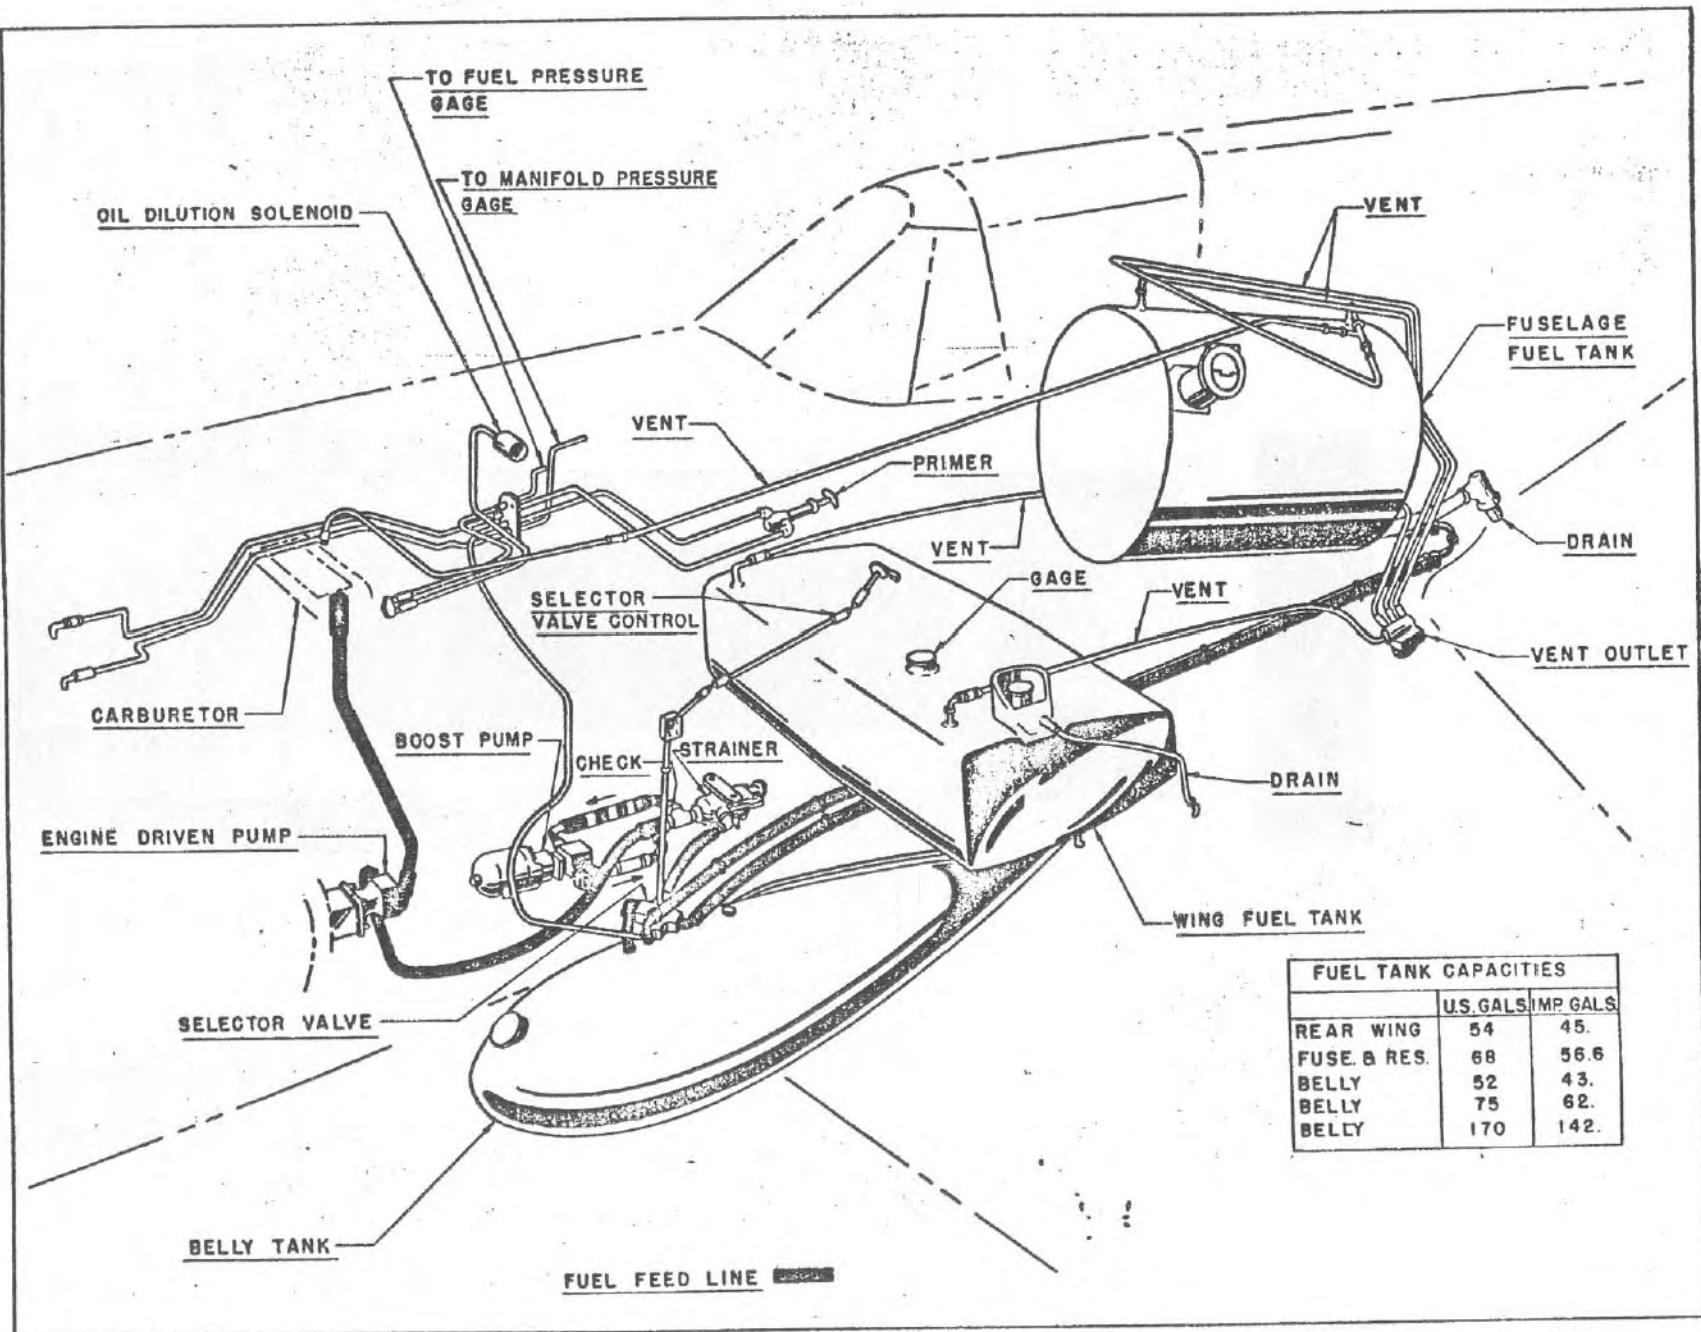 TO FUEL PRESSURE
GAGE
TO MANIFOLD PRESSURE
GAGE
OIL DILUTION SOLENOID
VENT
FUSELAGE
FUEL TANK
VENT
PRIMER
DRAIN
VENT
GAGE
VENT
SELECTOR
VALVE CONTROL
VENT OUTLET
CARBURETOR
BOOST PUMP
CHECK
STRAINER
DRAIN
ENGINE DRIVEN PUMP
WING FUEL TANK
SELECTOR VALVE
FUEL TANK CAPACITIES
U.S. GALS. IMP. GALS.
REAR WING 54 45.
FUSE. & RES. 68 56.6
BELLY 52 43.
BELLY 75 62.
BELLY 170 142.
BELLY TANK
FUEL FEED LINE